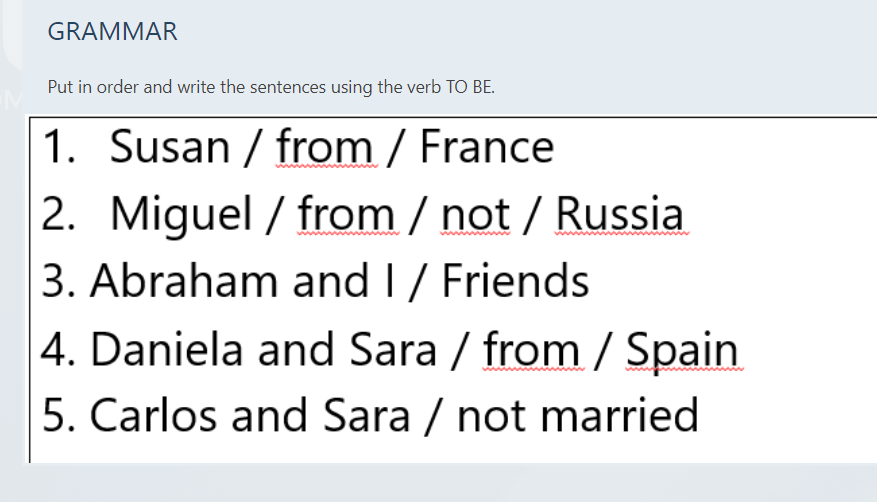 GRAMMAR
Put in order and write the sentences using the verb TO BE.
1. Susan / from / France
2. Miguel / from / not / Russia
3. Abraham and I / Friends
4. Daniela and Sara / from / Spain
5. Carlos and Sara / not married